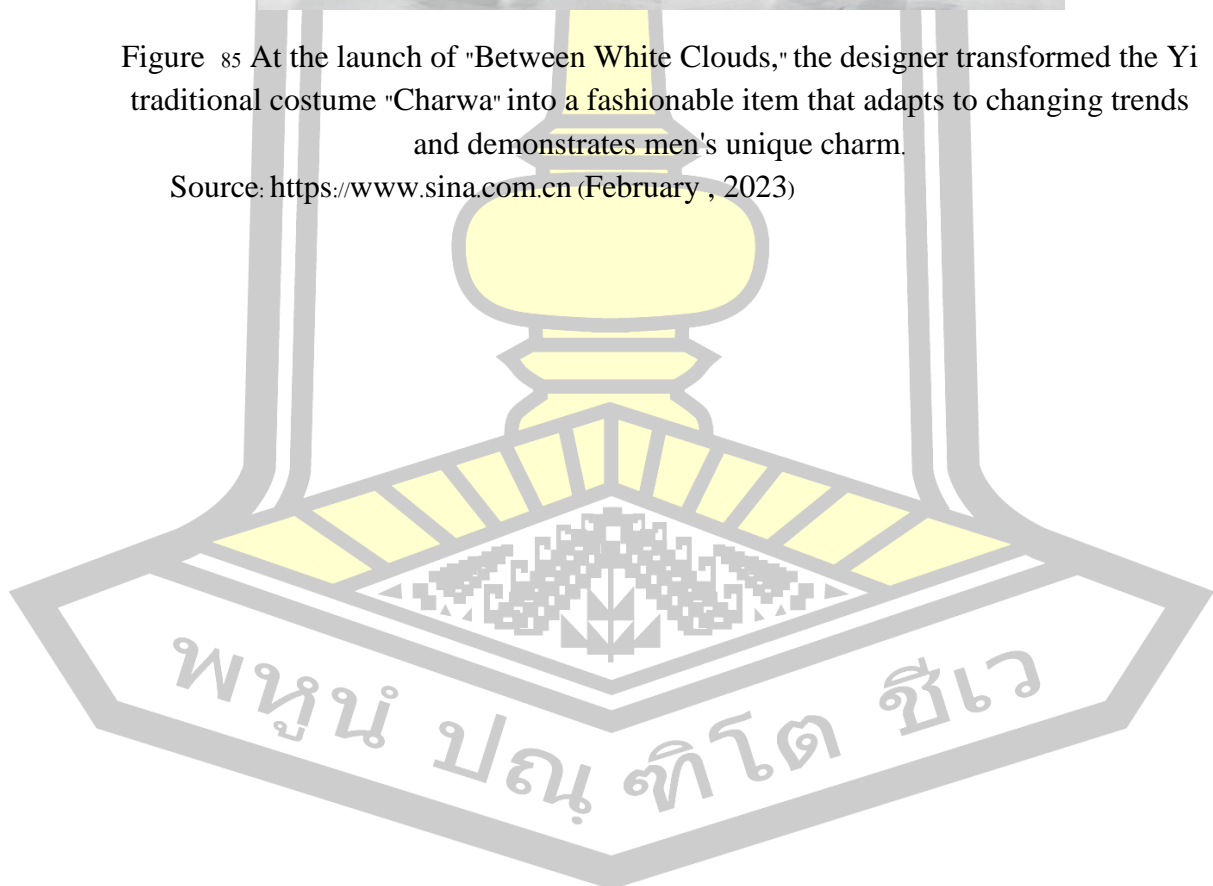 Figure 85 At the launch of "Between White Clouds," the designer transformed the Yi
traditional costume "Charwa" into a fashionable item that adapts to changing trends
and demonstrates men's unique charm.
Source: https://www.sina.com.cn (February , 2023)
พหูนํ ปณฺ ฑิโต ชีเว